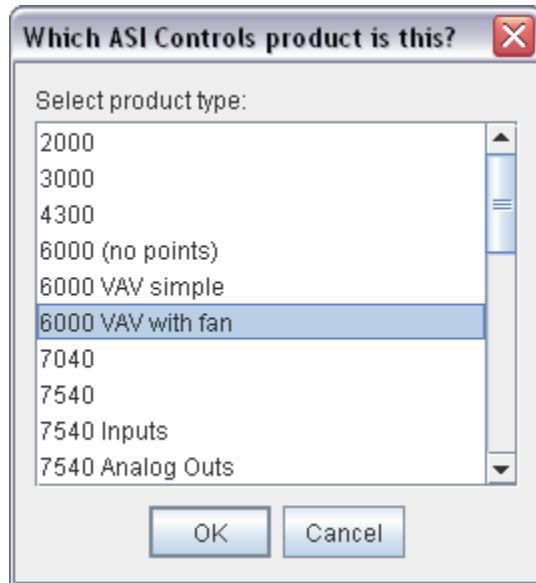 Which ASI Controls product is this?
Select product type:
2000
3000
4300
6000 (no points)
6000 VAV simple
6000 VAV with fan
7040
7540
7540 Inputs
7540 Analog Outs
OK
Cancel